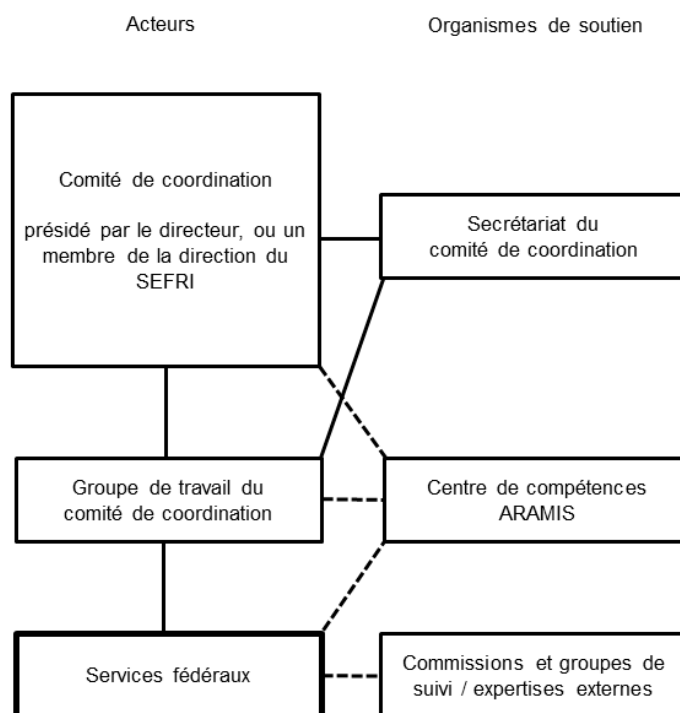 Acteurs
Organismes de soutien
Comité de coordination
présidé par le directeur, ou un
membre de la direction du
SEFRI
Secrétariat du
comité de coordination
Groupe de travail du
comité de coordination
Centre de compétences
ARAMIS
Services fédéraux
Commissions et groupes de
suivi / expertises externes